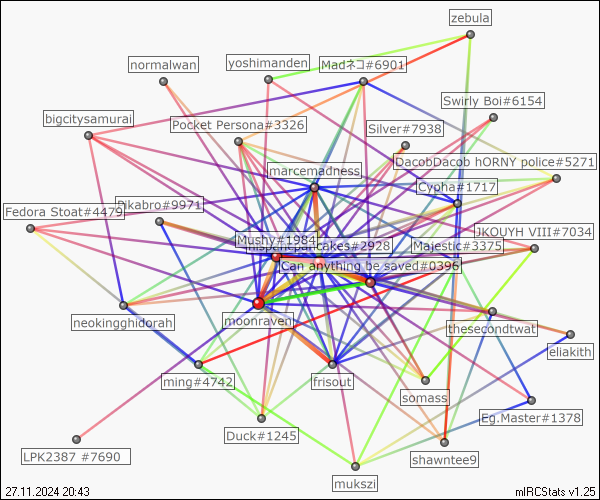 zebula
normalwan
yoshimanden
Madネコ#6901
Swirly Boi#6154
bigcitysamurai
Pocket Persona#3326
Silver#7938
DacobDacob hORNY police#5271
marcemadness
Cypha#1717
Fedora Stoat#4479
Dikabro#9971
JKOUYH VIII#7034
Mushy#1984
cakes#2928
Majestic#3375
Can anything be saved#0396
moonraven
neokingghidorah
thesecondtwat
eliakith
ming#4742
frisout
somass
Eg.Master#1378
Duck#1245
shawntee9
LPK2387 #7690
mukszi
27.11.2024 20:43
mIRCStats v1.25